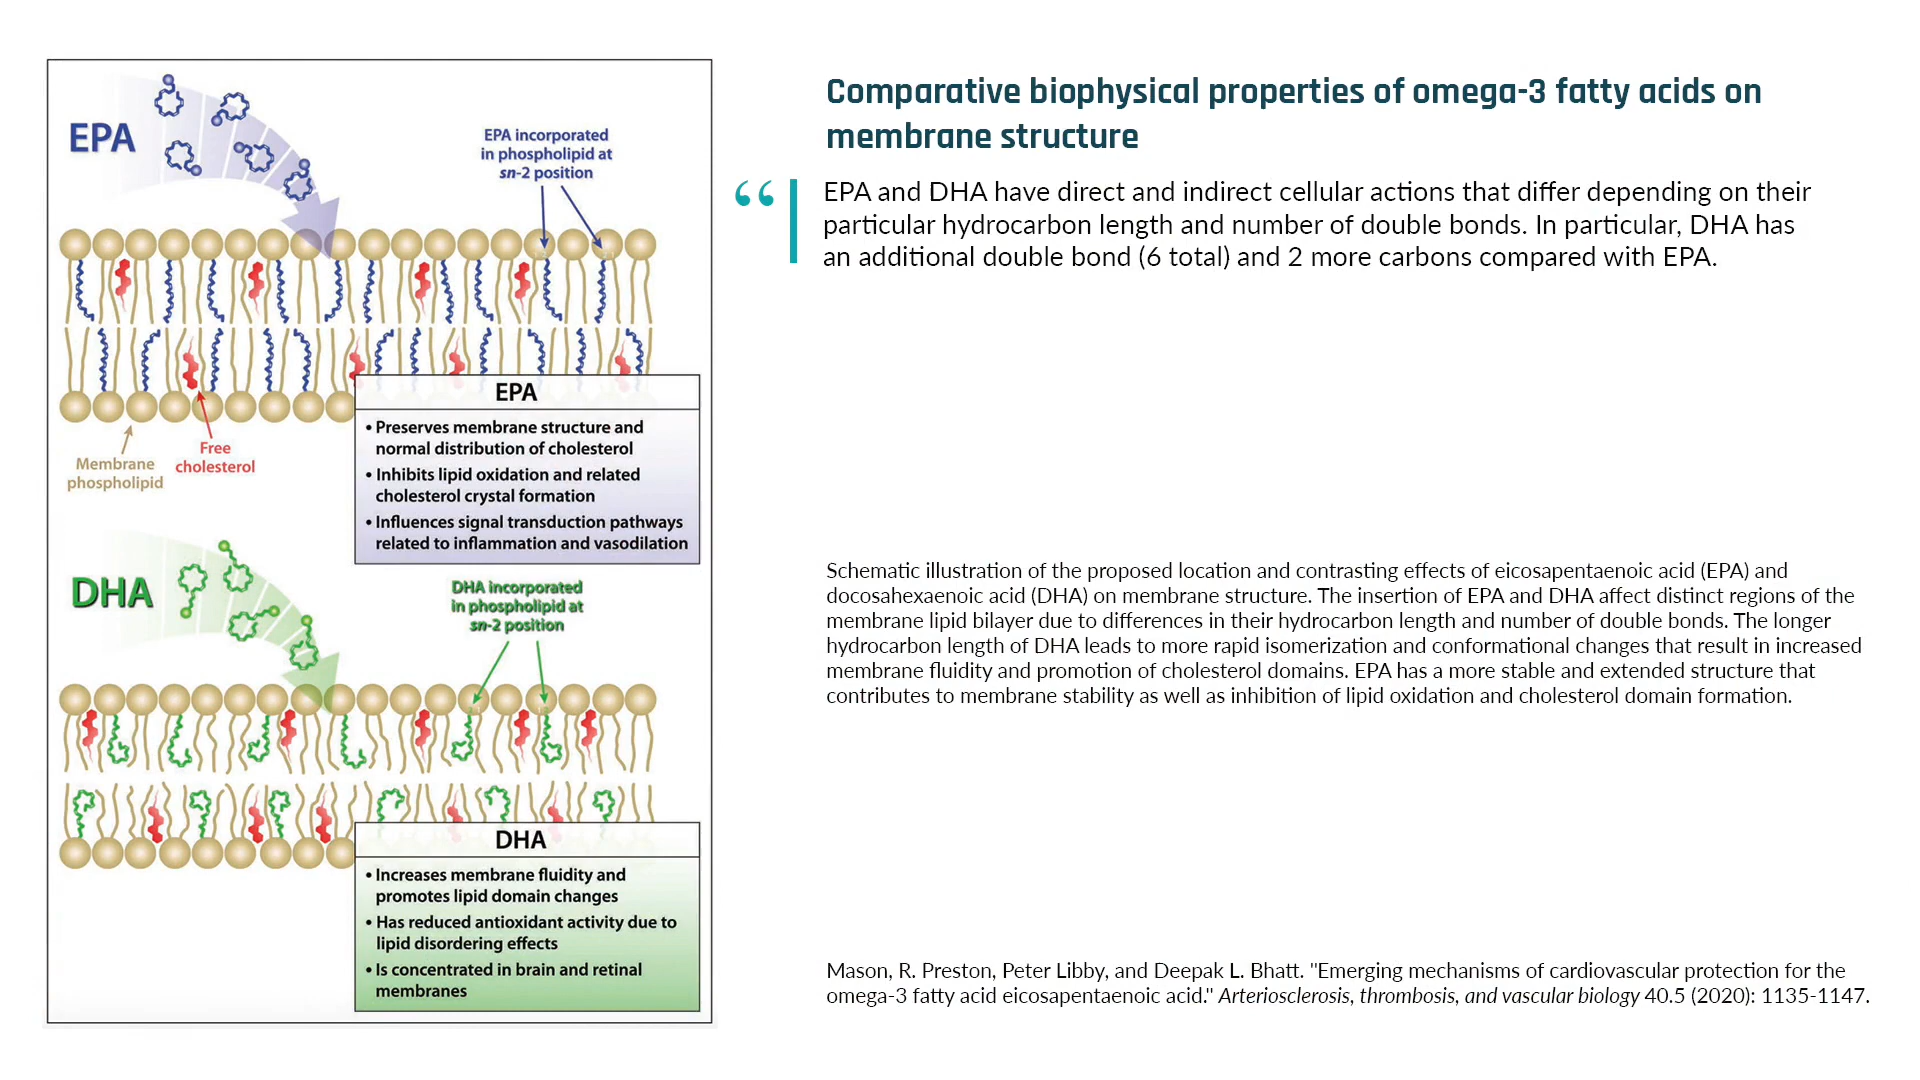 EPA
EPA incorporated
in phospholipid at
sn-2 position
Membrane
phospholipid
Free
cholesterol
EPA
• Preserves membrane structure and
normal distribution of cholesterol
• Inhibits lipid oxidation and related
cholesterol crystal formation
• Influences signal transduction pathways
related to inflammation and vasodilation
DHA
DHA incorporated
in phospholipid at
sn-2 position
DHA
• Increases membrane fluidity and
promotes lipid domain changes
• Has reduced antioxidant activity due to
lipid disordering effects
• Is concentrated in brain and retinal
membranes
Comparative biophysical properties of omega-3 fatty acids on
membrane structure
“
EPA and DHA have direct and indirect cellular actions that differ depending on their
particular hydrocarbon length and number of double bonds. In particular, DHA has
an additional double bond (6 total) and 2 more carbons compared with EPA.
Schematic illustration of the proposed location and contrasting effects of eicosapentaenoic acid (EPA) and
docosahexaenoic acid (DHA) on membrane structure. The insertion of EPA and DHA affect distinct regions of the
membrane lipid bilayer due to differences in their hydrocarbon length and number of double bonds. The longer
hydrocarbon length of DHA leads to more rapid isomerization and conformational changes that result in increased
membrane fluidity and promotion of cholesterol domains. EPA has a more stable and extended structure that
contributes to membrane stability as well as inhibition of lipid oxidation and cholesterol domain formation.
Mason, R. Preston, Peter Libby, and Deepak L. Bhatt. "Emerging mechanisms of cardiovascular protection for the
omega-3 fatty acid eicosapentaenoic acid." Arteriosclerosis, thrombosis, and vascular biology 40.5 (2020): 1135-1147.